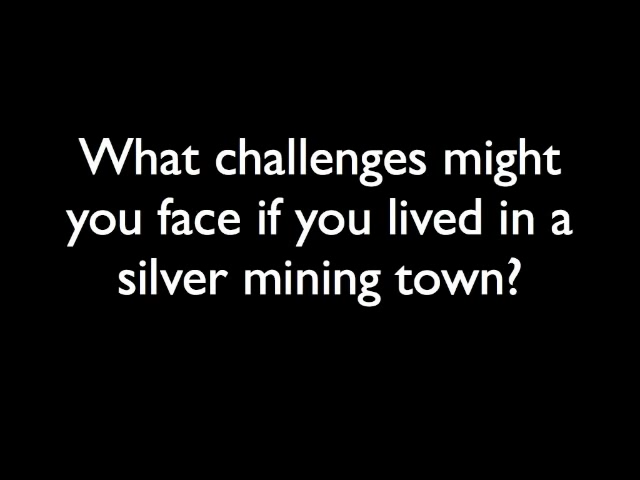 What challenges might
you face if you lived in a
silver mining town?